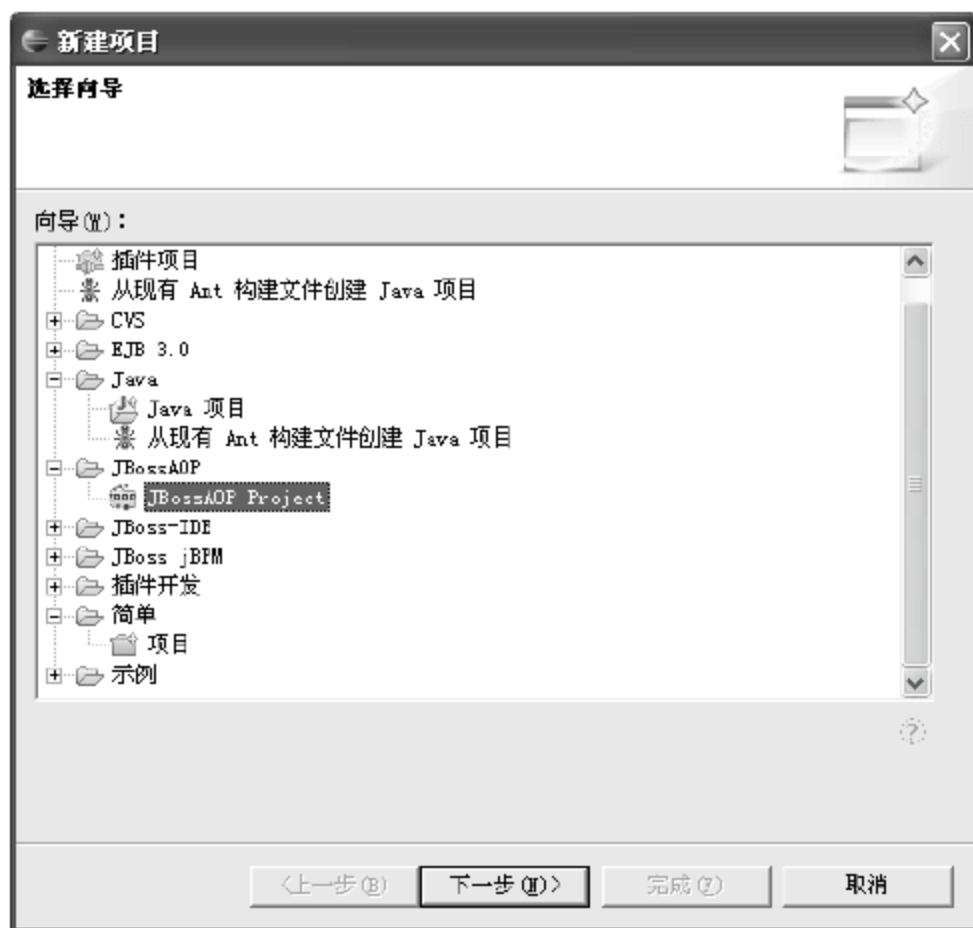 新建项目
选择向导
向导(W)：
插件项目
从现有 Ant 构建文件创建 Java 项目
CVS
EJB 3.0
Java
Java 项目
从现有 Ant 构建文件创建 Java 项目
JBossAOP
JBossAOP Project
JBoss-IDE
JBoss jBPM
插件开发
简单
项目
示例
<上一步(B) 下一步(N)> 完成(F) 取消